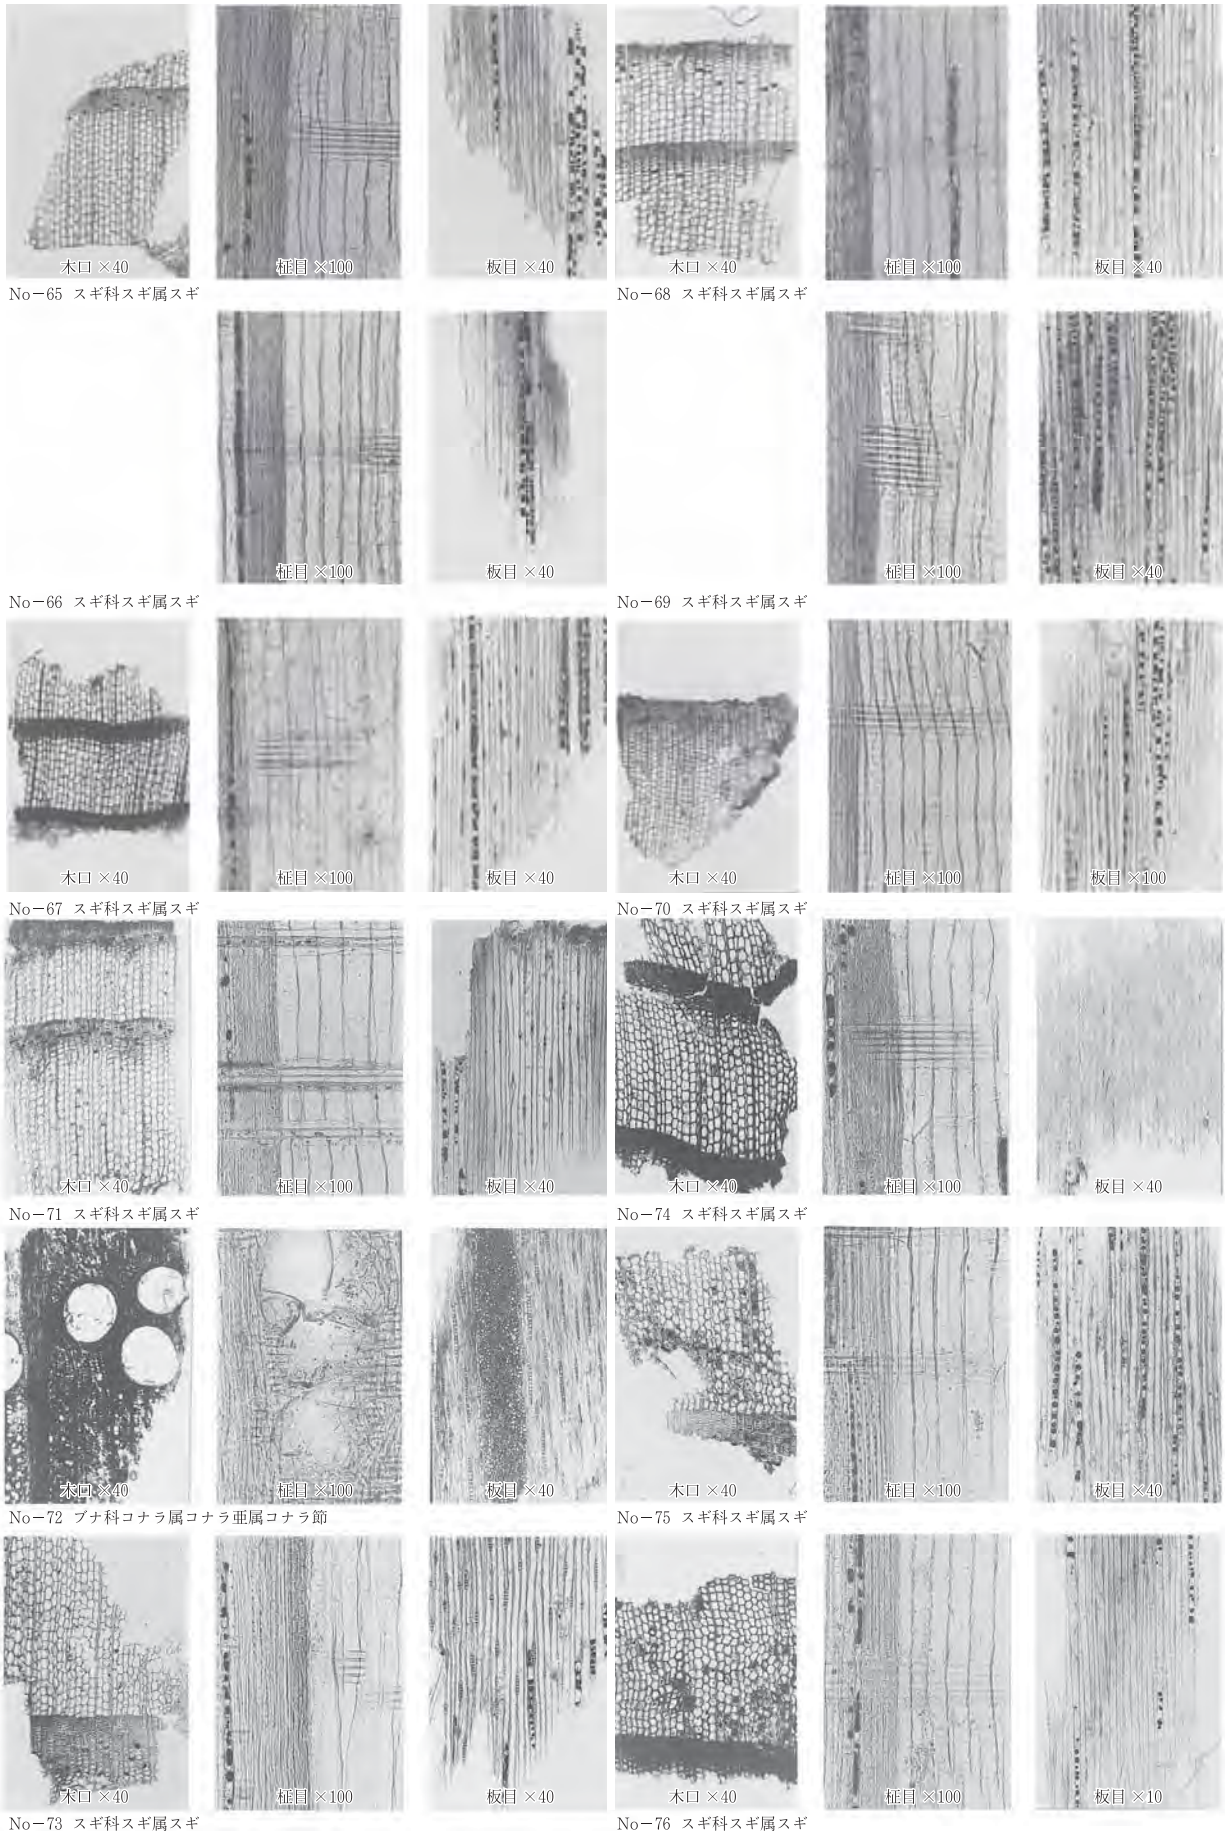 木口 ×40 柾目 ×100 板目 ×40 木口 ×40 柾目 ×100 板目 ×40
No－65 スギ科スギ属スギ No－68 スギ科スギ属スギ
柾目 ×100 板目 ×40 柾目 ×100 板目 ×40
No－66 スギ科スギ属スギ No－69 スギ科スギ属スギ
木口 ×40 柾目 ×100 板目 ×40 木口 ×40 柾目 ×100 板目 ×100
No－67 スギ科スギ属スギ No－70 スギ科スギ属スギ
木口 ×40 柾目 ×100 板目 ×40 木口 ×40 柾目 ×100 板目 ×40
No－71 スギ科スギ属スギ No－74 スギ科スギ属スギ
木口 ×40 柾目 ×100 板目 ×40 木口 ×40 柾目 ×100 板目 ×40
No－72 ブナ科コナラ属コナラ亜属コナラ節 No－75 スギ科スギ属スギ
木口 ×40 柾目 ×100 板目 ×40 木口 ×40 柾目 ×100 板目 ×10
No－73 スギ科スギ属スギ No－76 スギ科スギ属スギ